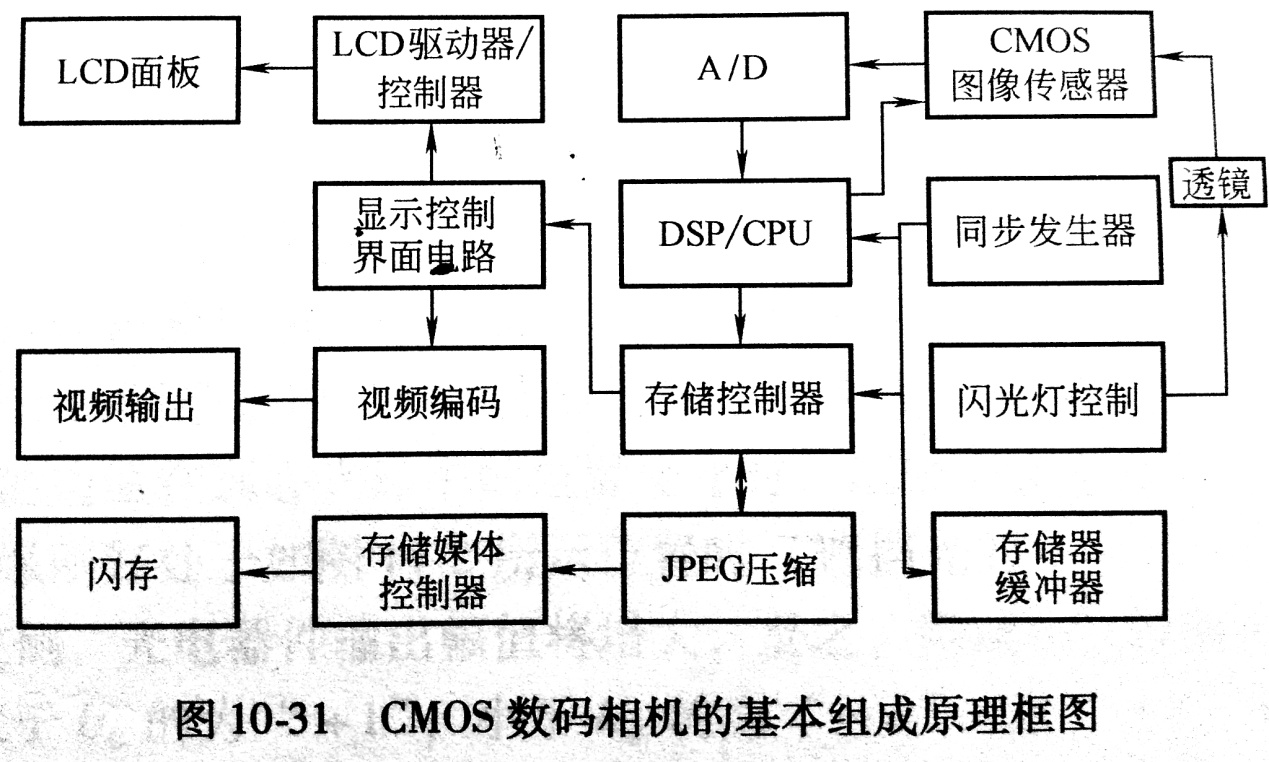 LCD面板
LCD驱动器/
控制器
A/D
CMOS
图像传感器
透镜
显示控制
界面电路
DSP/CPU
同步发生器
视频输出
视频编码
存储控制器
闪光灯控制
闪存
存储媒体
控制器
JPEG压缩
存储器
缓冲器
图 10-31 CMOS 数码相机的基本组成原理框图